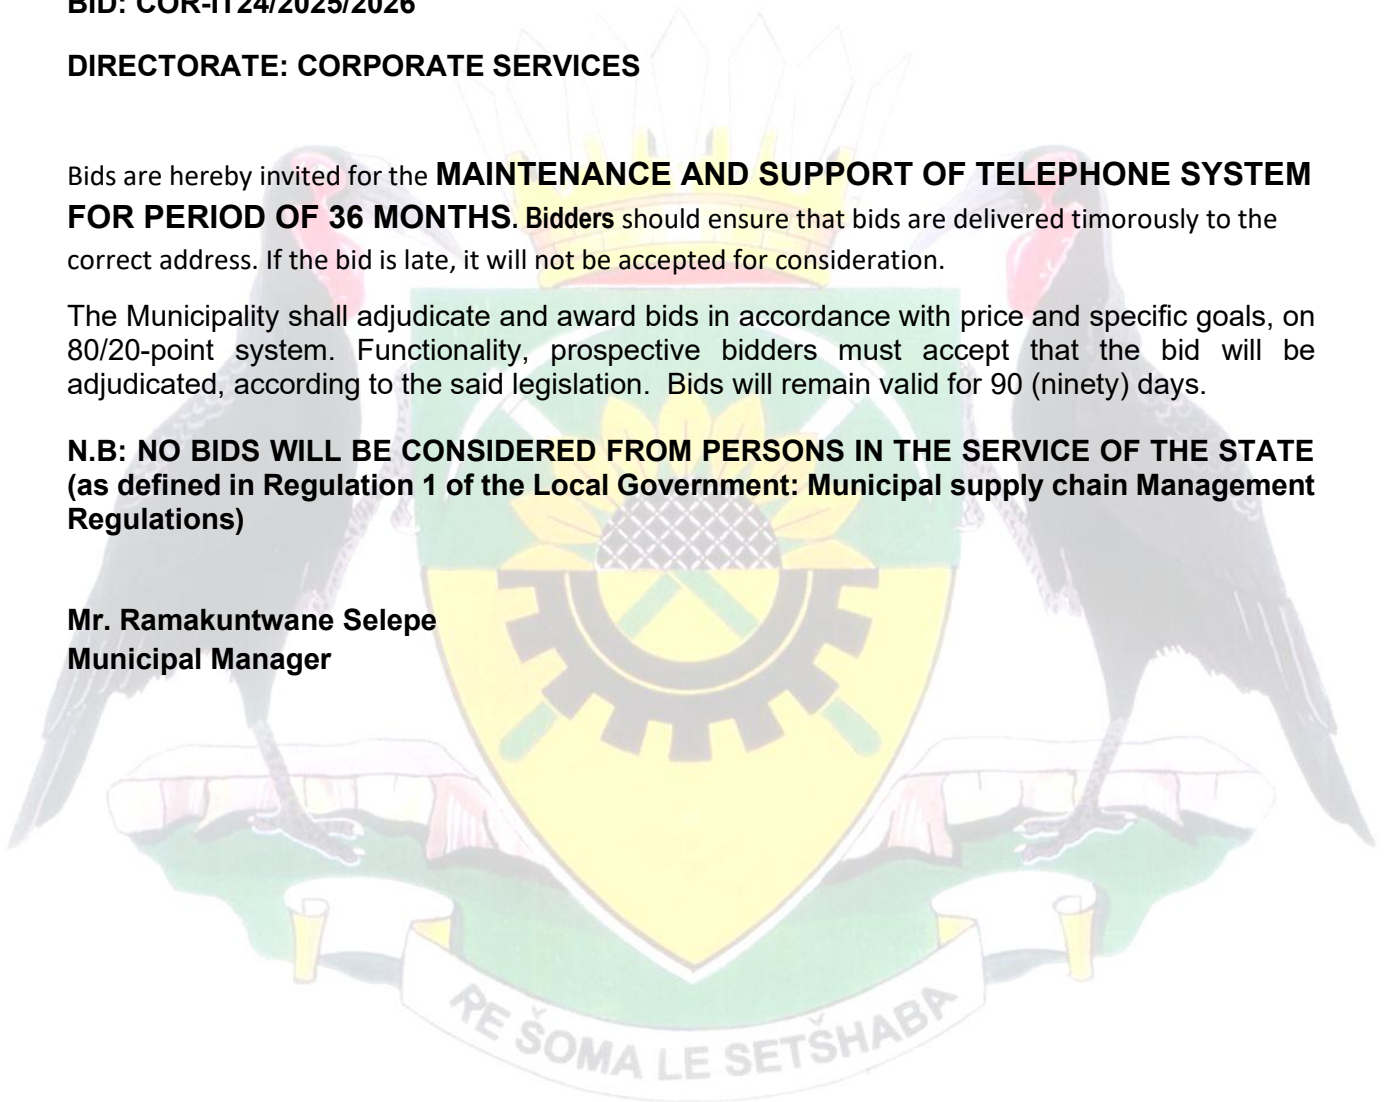 BID: COR-IT24/2025/2026
DIRECTORATE: CORPORATE SERVICES
Bids are hereby invited for the MAINTENANCE AND SUPPORT OF TELEPHONE SYSTEM
FOR PERIOD OF 36 MONTHS. Bidders should ensure that bids are delivered timorously to the
correct address. If the bid is late, it will not be accepted for consideration.
The Municipality shall adjudicate and award bids in accordance with price and specific goals, on
80/20-point system. Functionality, prospective bidders must accept that the bid will be
adjudicated, according to the said legislation. Bids will remain valid for 90 (ninety) days.
N.B: NO BIDS WILL BE CONSIDERED FROM PERSONS IN THE SERVICE OF THE STATE
(as defined in Regulation 1 of the Local Government: Municipal supply chain Management
Regulations)
Mr. Ramakuntwane Selepe
Municipal Manager
RE ŠOMA LE SETŠHABA